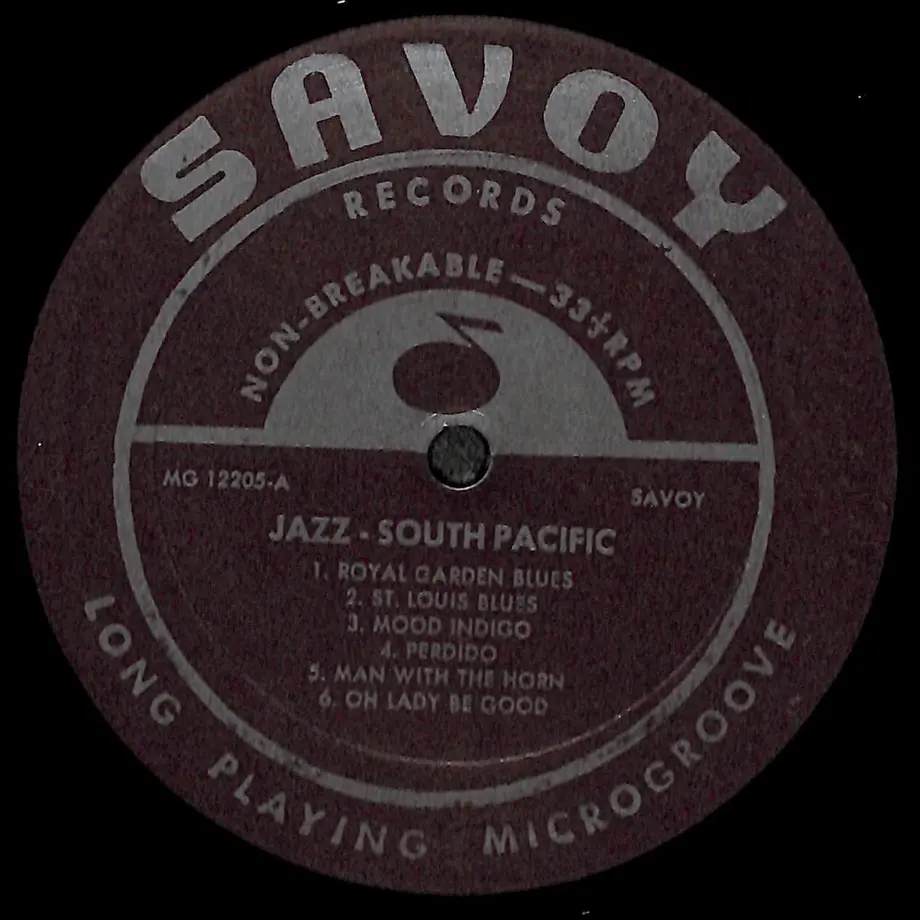 SAVOY
RECORDS
NON-BREAKABLE—33⅓ RPM
MG 12205-A
SAVOY
JAZZ - SOUTH PACIFIC
1. ROYAL GARDEN BLUES
2. ST. LOUIS BLUES
3. MOOD INDIGO
4. PERDIDO
5. MAN WITH THE HORN
6. OH LADY BE GOOD
LONG PLAYING MICROGROOVE